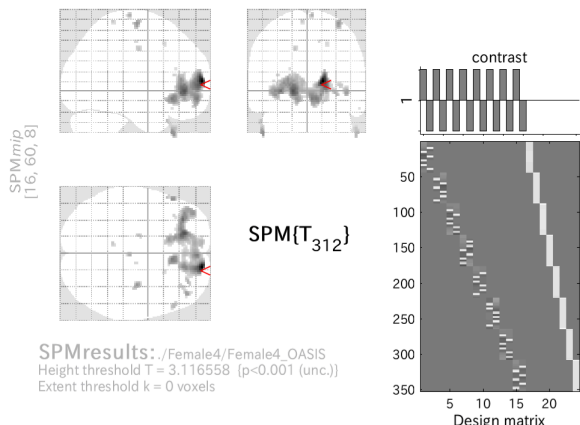 SPMmip
[16, 60, 8]
SPM{T312}
SPMresults: ./Female4/Female4_OASIS
Height threshold T = 3.116558 {p<0.001 (unc.)}
Extent threshold k = 0 voxels
contrast
1
50
100
150
200
250
300
350
5 10 15 20
Design matrix